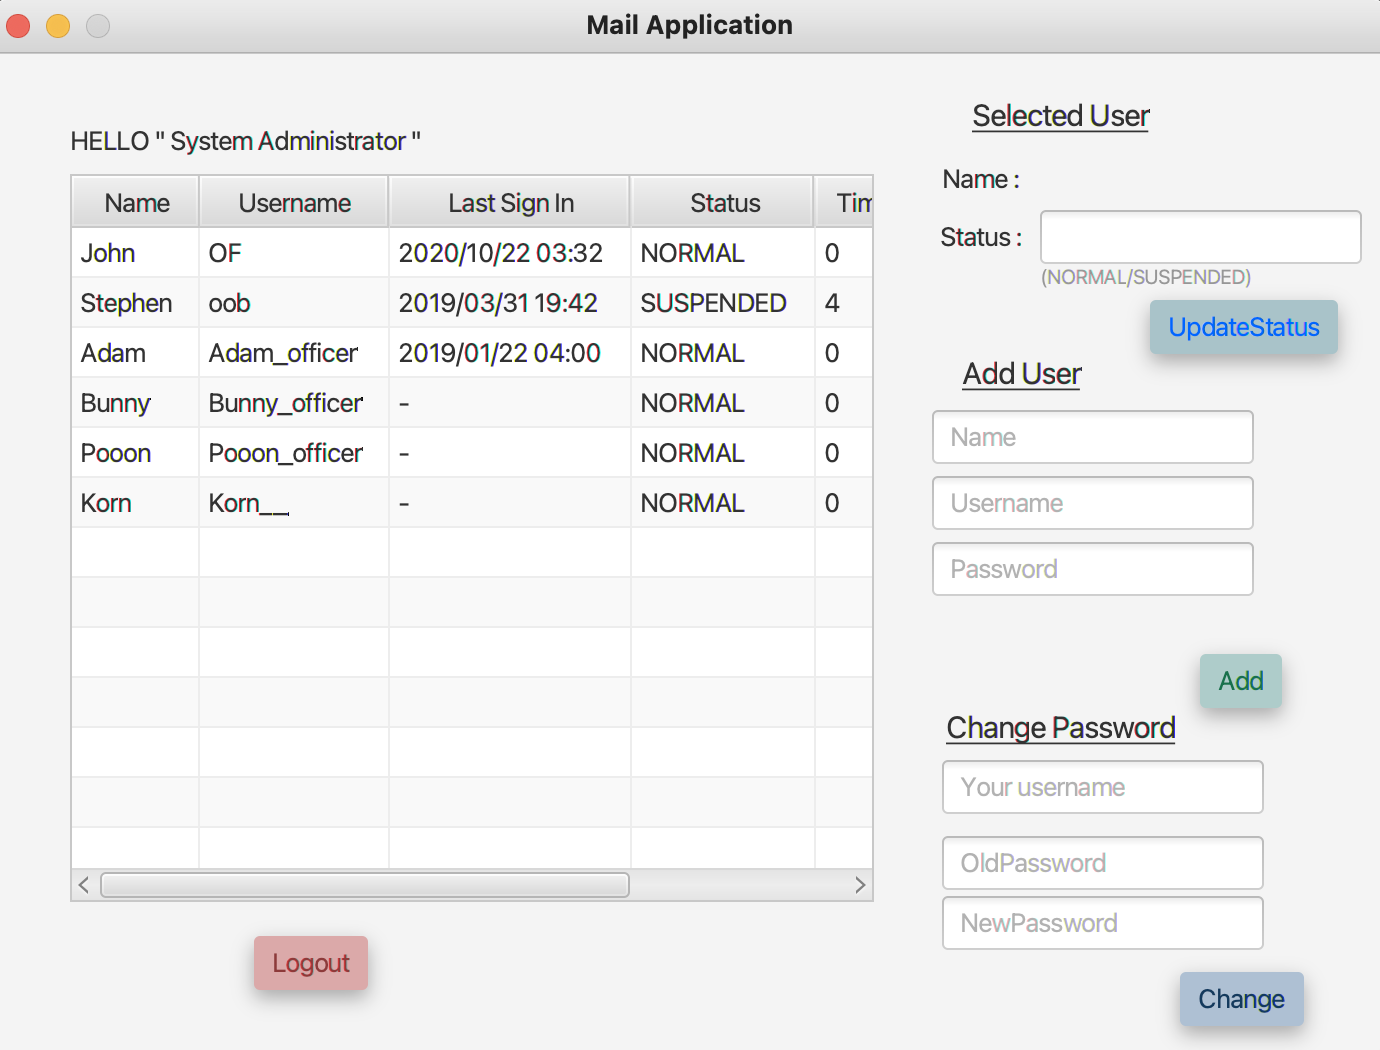 Mail Application
HELLO " System Administrator "
Name Username Last Sign In Status Tim
John OF 2020/10/22 03:32 NORMAL 0
Stephen oob 2019/03/31 19:42 SUSPENDED 4
Adam Adam_officer 2019/01/22 04:00 NORMAL 0
Bunny Bunny_officer - NORMAL 0
Pooon Pooon_officer - NORMAL 0
Korn Korn__ - NORMAL 0
Logout
Selected User
Name :
Status :
(NORMAL/SUSPENDED)
UpdateStatus
Add User
Name
Username
Password
Add
Change Password
Your username
OldPassword
NewPassword
Change